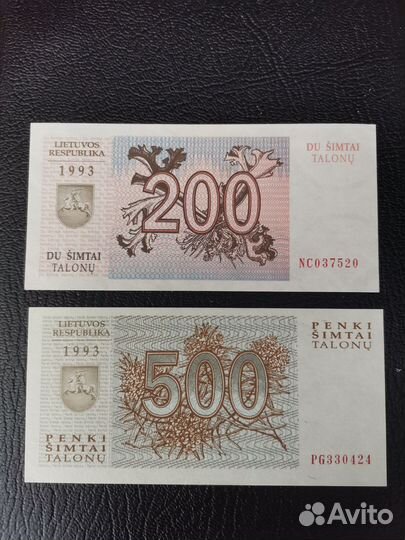 LIETUVOS
RESPUBLIKA
1993
DU ŠIMTAI
TALONŲ
200
DU ŠIMTAI
TALONŲ
NC037520
LIETUVOS
RESPUBLIKA
1993
PENKI
ŠIMTAI
TALONŲ
500
PENKI
ŠIMTAI
TALONŲ
PG330424
Avito